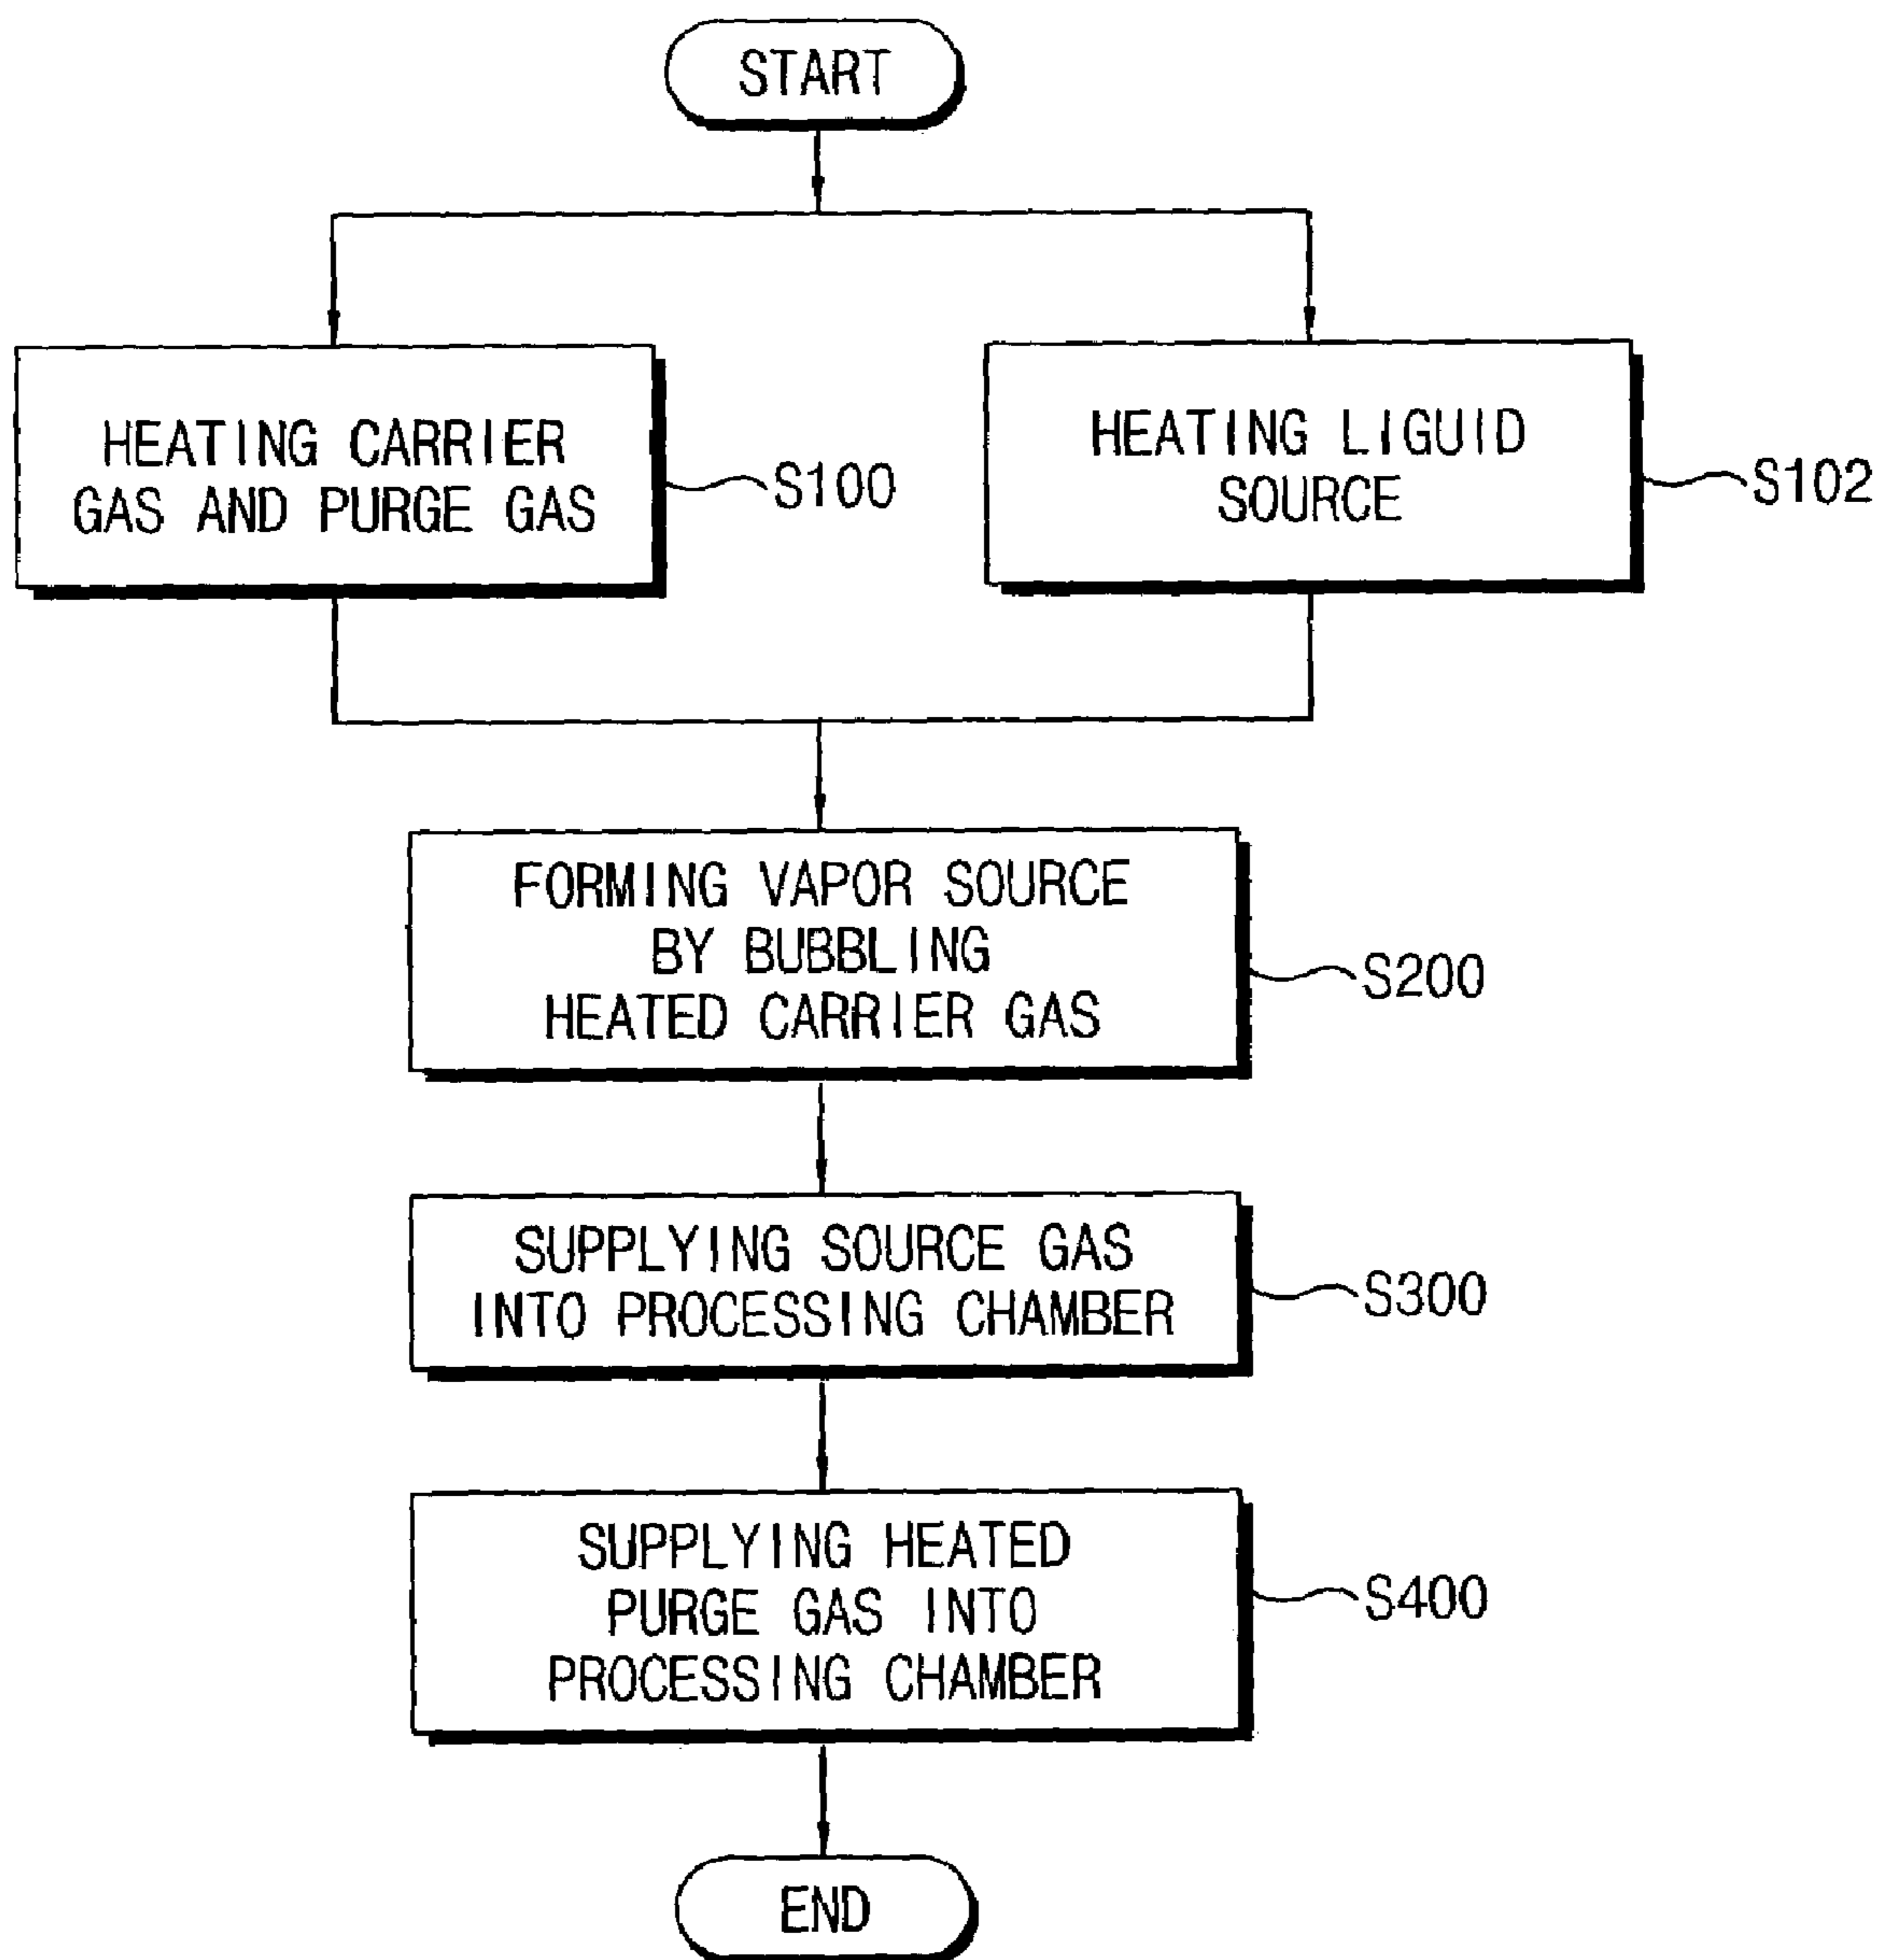 START
HEATING CARRIER
GAS AND PURGE GAS
S100
HEATING LIGUID
SOURCE
S102
FORMING VAPOR SOURCE
BY BUBBLING
HEATED CARRIER GAS
S200
SUPPLYING SOURCE GAS
INTO PROCESSING CHAMBER
S300
SUPPLYING HEATED
PURGE GAS INTO
PROCESSING CHAMBER
S400
END